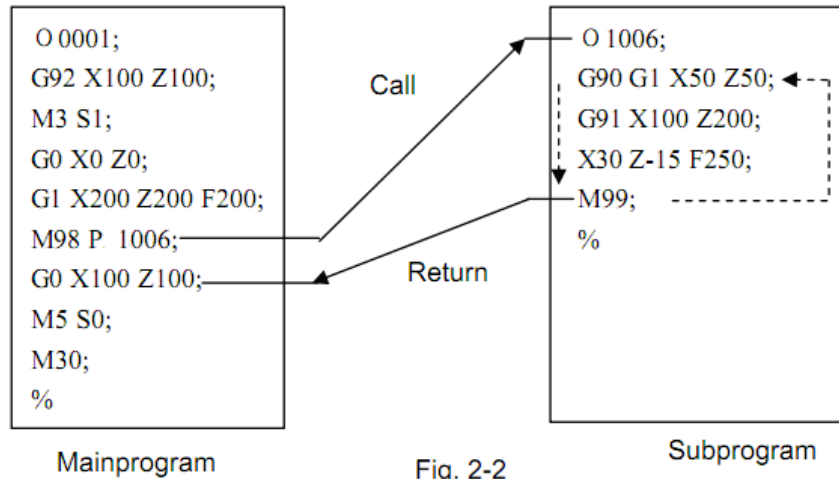 O 0001;
G92 X100 Z100;
M3 S1;
G0 X0 Z0;
G1 X200 Z200 F200;
M98 P 1006;
G0 X100 Z100;
M5 S0;
M30;
%
Mainprogram
Call
Return
Fig. 2-2
O 1006;
G90 G1 X50 Z50;
G91 X100 Z200;
X30 Z-15 F250;
M99;
%
Subprogram